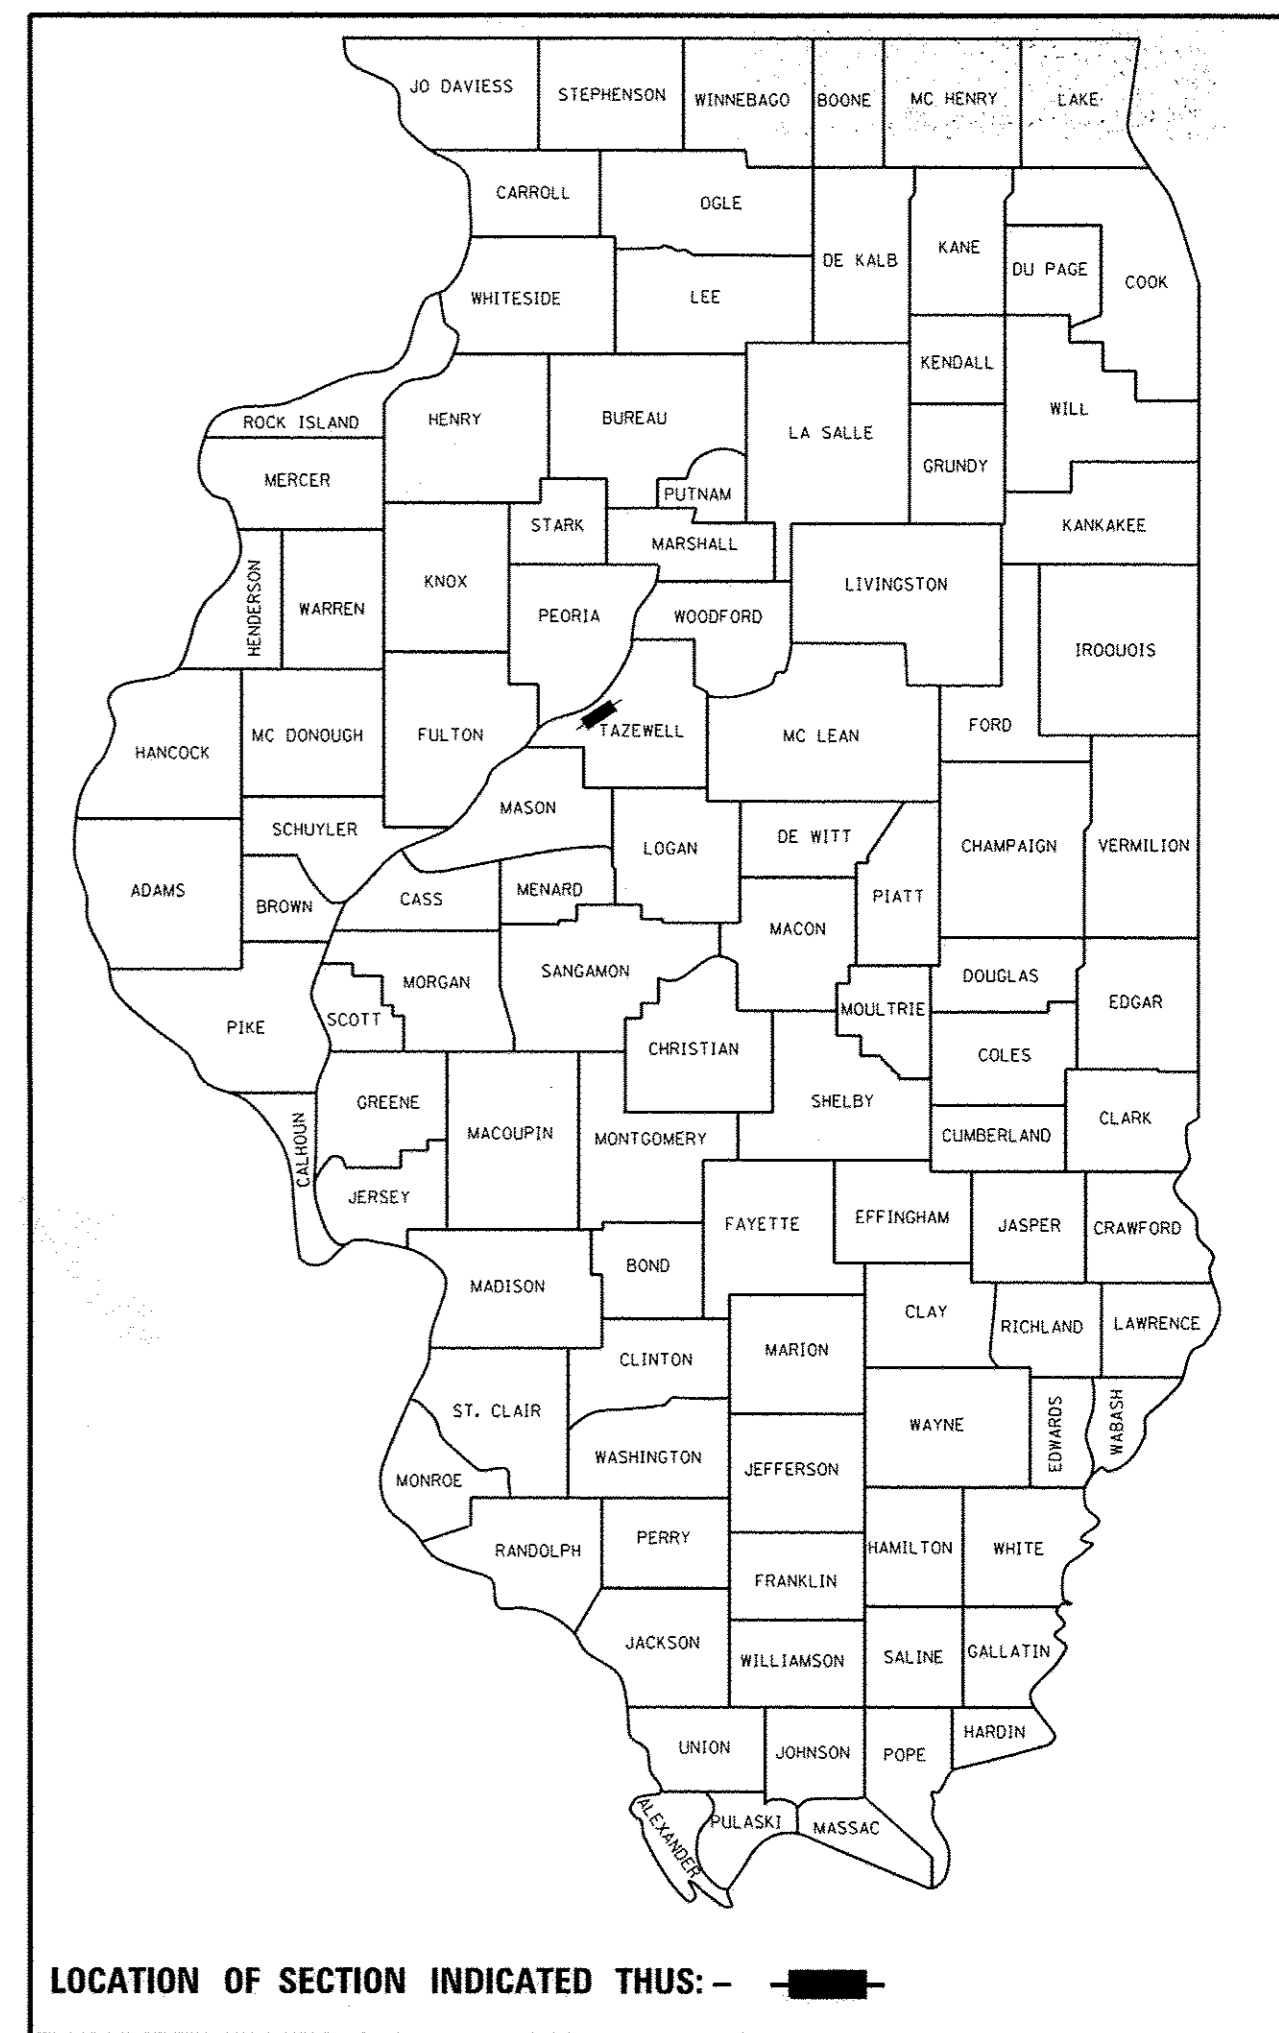 JO DAVIESS
STEPHENSON
WINNEBAGO
BOONE
MC HENRY
LAKE
CARROLL
OGLE
DE KALB
KANE
DU PAGE
COOK
WHITESIDE
LEE
KENDALL
ROCK ISLAND
HENRY
BUREAU
LA SALLE
WILL
GRUNDY
MERCER
PUTNAM
STARK
MARSHALL
KANKAKEE
HENDERSON
WARREN
KNOX
PEORIA
WOODFORD
LIVINGSTON
IROQUOIS
HANCOCK
MC DONOUGH
FULTON
TAZEWELL
MC LEAN
FORD
MASON
SCHUYLER
LOGAN
DE WITT
CHAMPAIGN
VERMILION
ADAMS
BROWN
CASS
MENARD
PIATT
MACON
MORGAN
SANGAMON
DOUGLAS
EDGAR
PIKE
SCOTT
CHRISTIAN
MOULTRIE
COLES
GREENE
MACOUPIN
MONTGOMERY
SHELBY
CUMBERLAND
CLARK
CALHOUN
JERSEY
FAYETTE
EFFINGHAM
JASPER
CRAWFORD
MADISON
BOND
CLAY
RICHLAND
LAWRENCE
CLINTON
MARION
ST. CLAIR
WASHINGTON
WAYNE
EDWARDS
WABASH
MONROE
JEFFERSON
RANDOLPH
PERRY
HAMILTON
WHITE
FRANKLIN
JACKSON
WILLIAMSON
SALINE
GALLATIN
UNION
JOHNSON
POPE
HARDIN
ALEXANDER
PULASKI
MASSAC
LOCATION OF SECTION INDICATED THUS: –